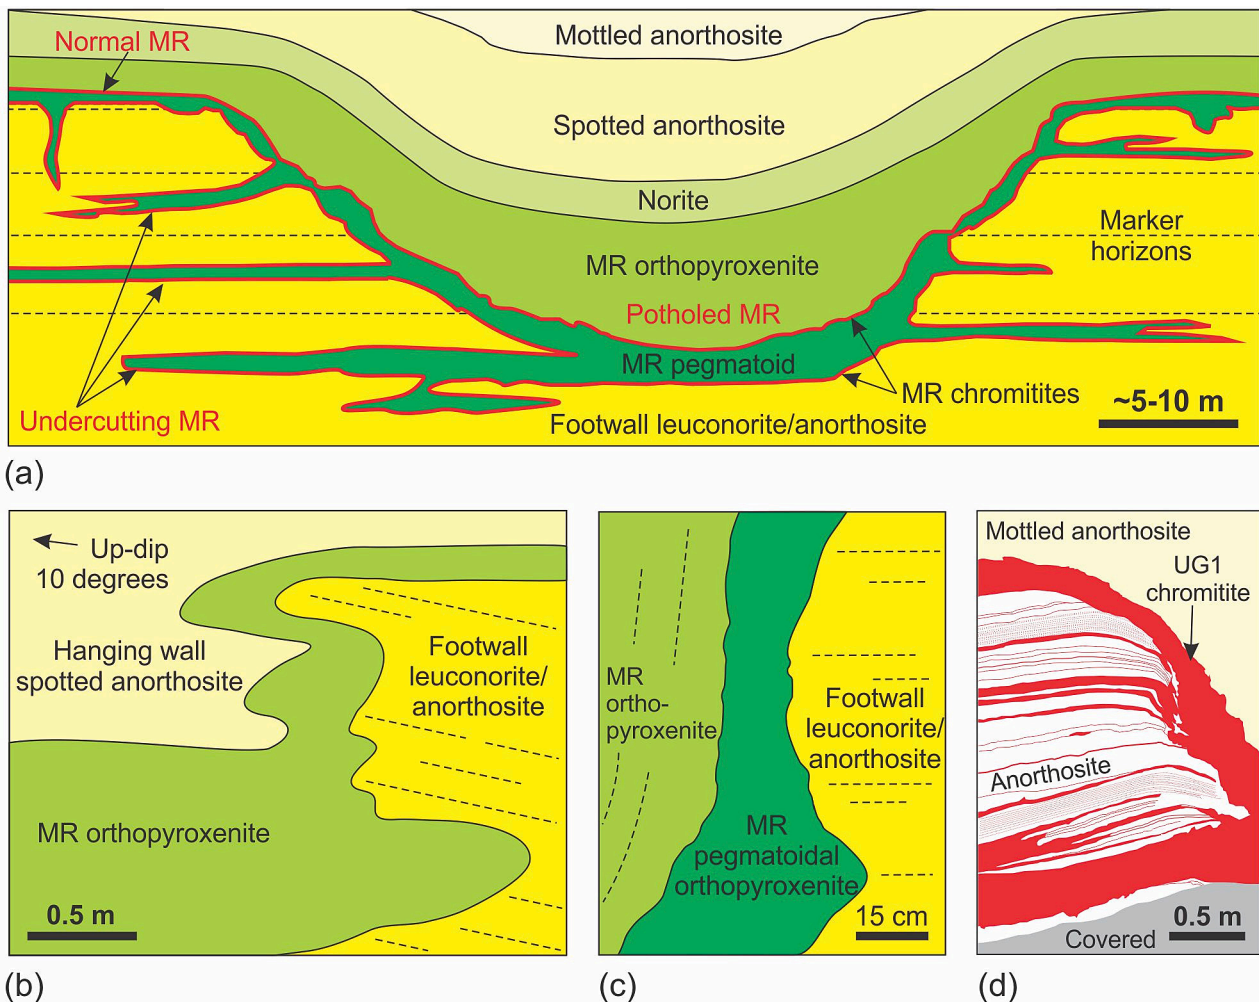 Normal MR
Mottled anorthosite
Spotted anorthosite
Norite
MR orthopyroxenite
Potholed MR
MR pegmatoid
Marker
horizons
MR chromitites
Undercutting MR
Footwall leuconorite/anorthosite
~5-10 m
(a)
Up-dip
10 degrees
Hanging wall
spotted anorthosite
Footwall
leuconorite/
anorthosite
MR orthopyroxenite
0.5 m
(b)
MR
ortho-
pyroxenite
Footwall
leuconorite/
anorthosite
MR
pegmatoidal
orthopyroxenite
15 cm
(c)
Mottled anorthosite
UG1
chromitite
Anorthosite
Covered
0.5 m
(d)